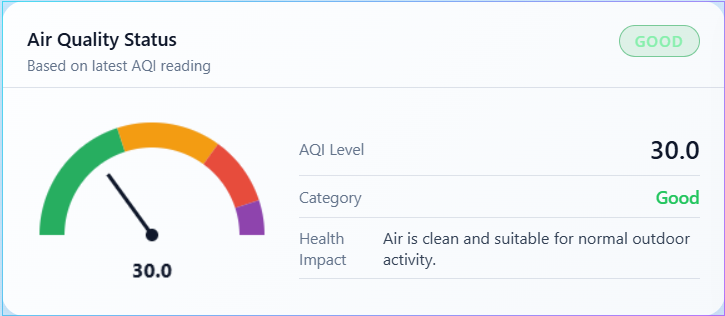 Air Quality Status
GOOD
Based on latest AQI reading
AQI Level
30.0
Category
Good
Health
Impact
Air is clean and suitable for normal outdoor
activity.
30.0